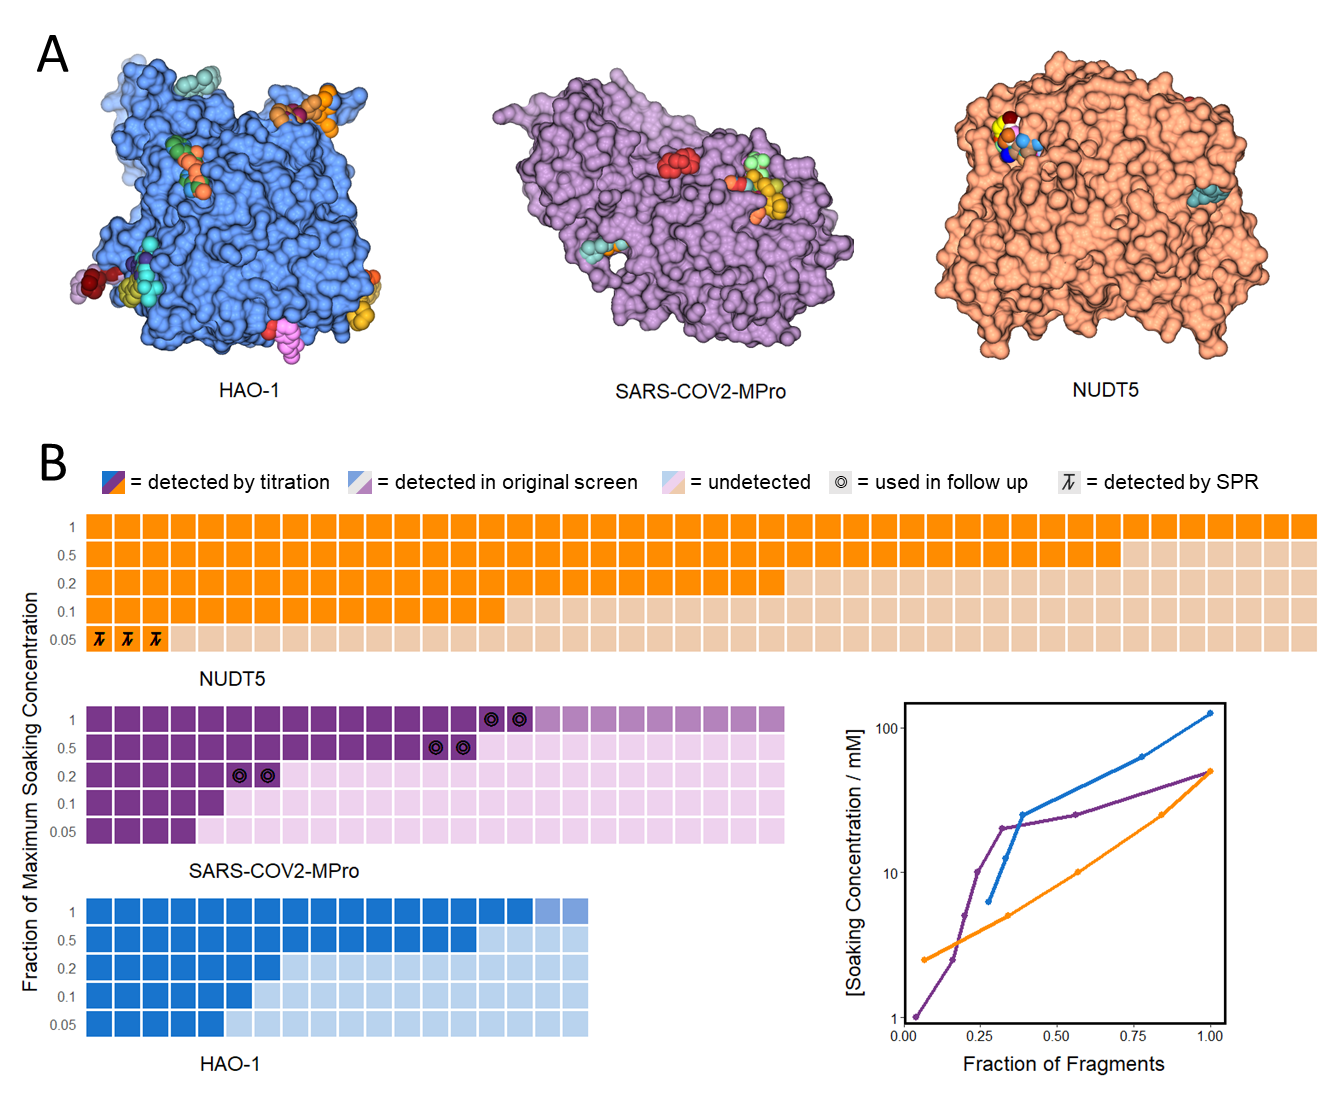 A
HAO-1
SARS-COV2-MPro
NUDT5
B
= detected by titration
= detected in original screen
= undetected
= used in follow up
= detected by SPR
Fraction of Maximum Soaking Concentration
1
0.5
0.2
0.1
0.05
NUDT5
1
0.5
0.2
0.1
0.05
SARS-COV2-MPro
1
0.5
0.2
0.1
0.05
HAO-1
[Soaking Concentration / mM]
100
10
1
0.00
0.25
0.50
0.75
1.00
Fraction of Fragments